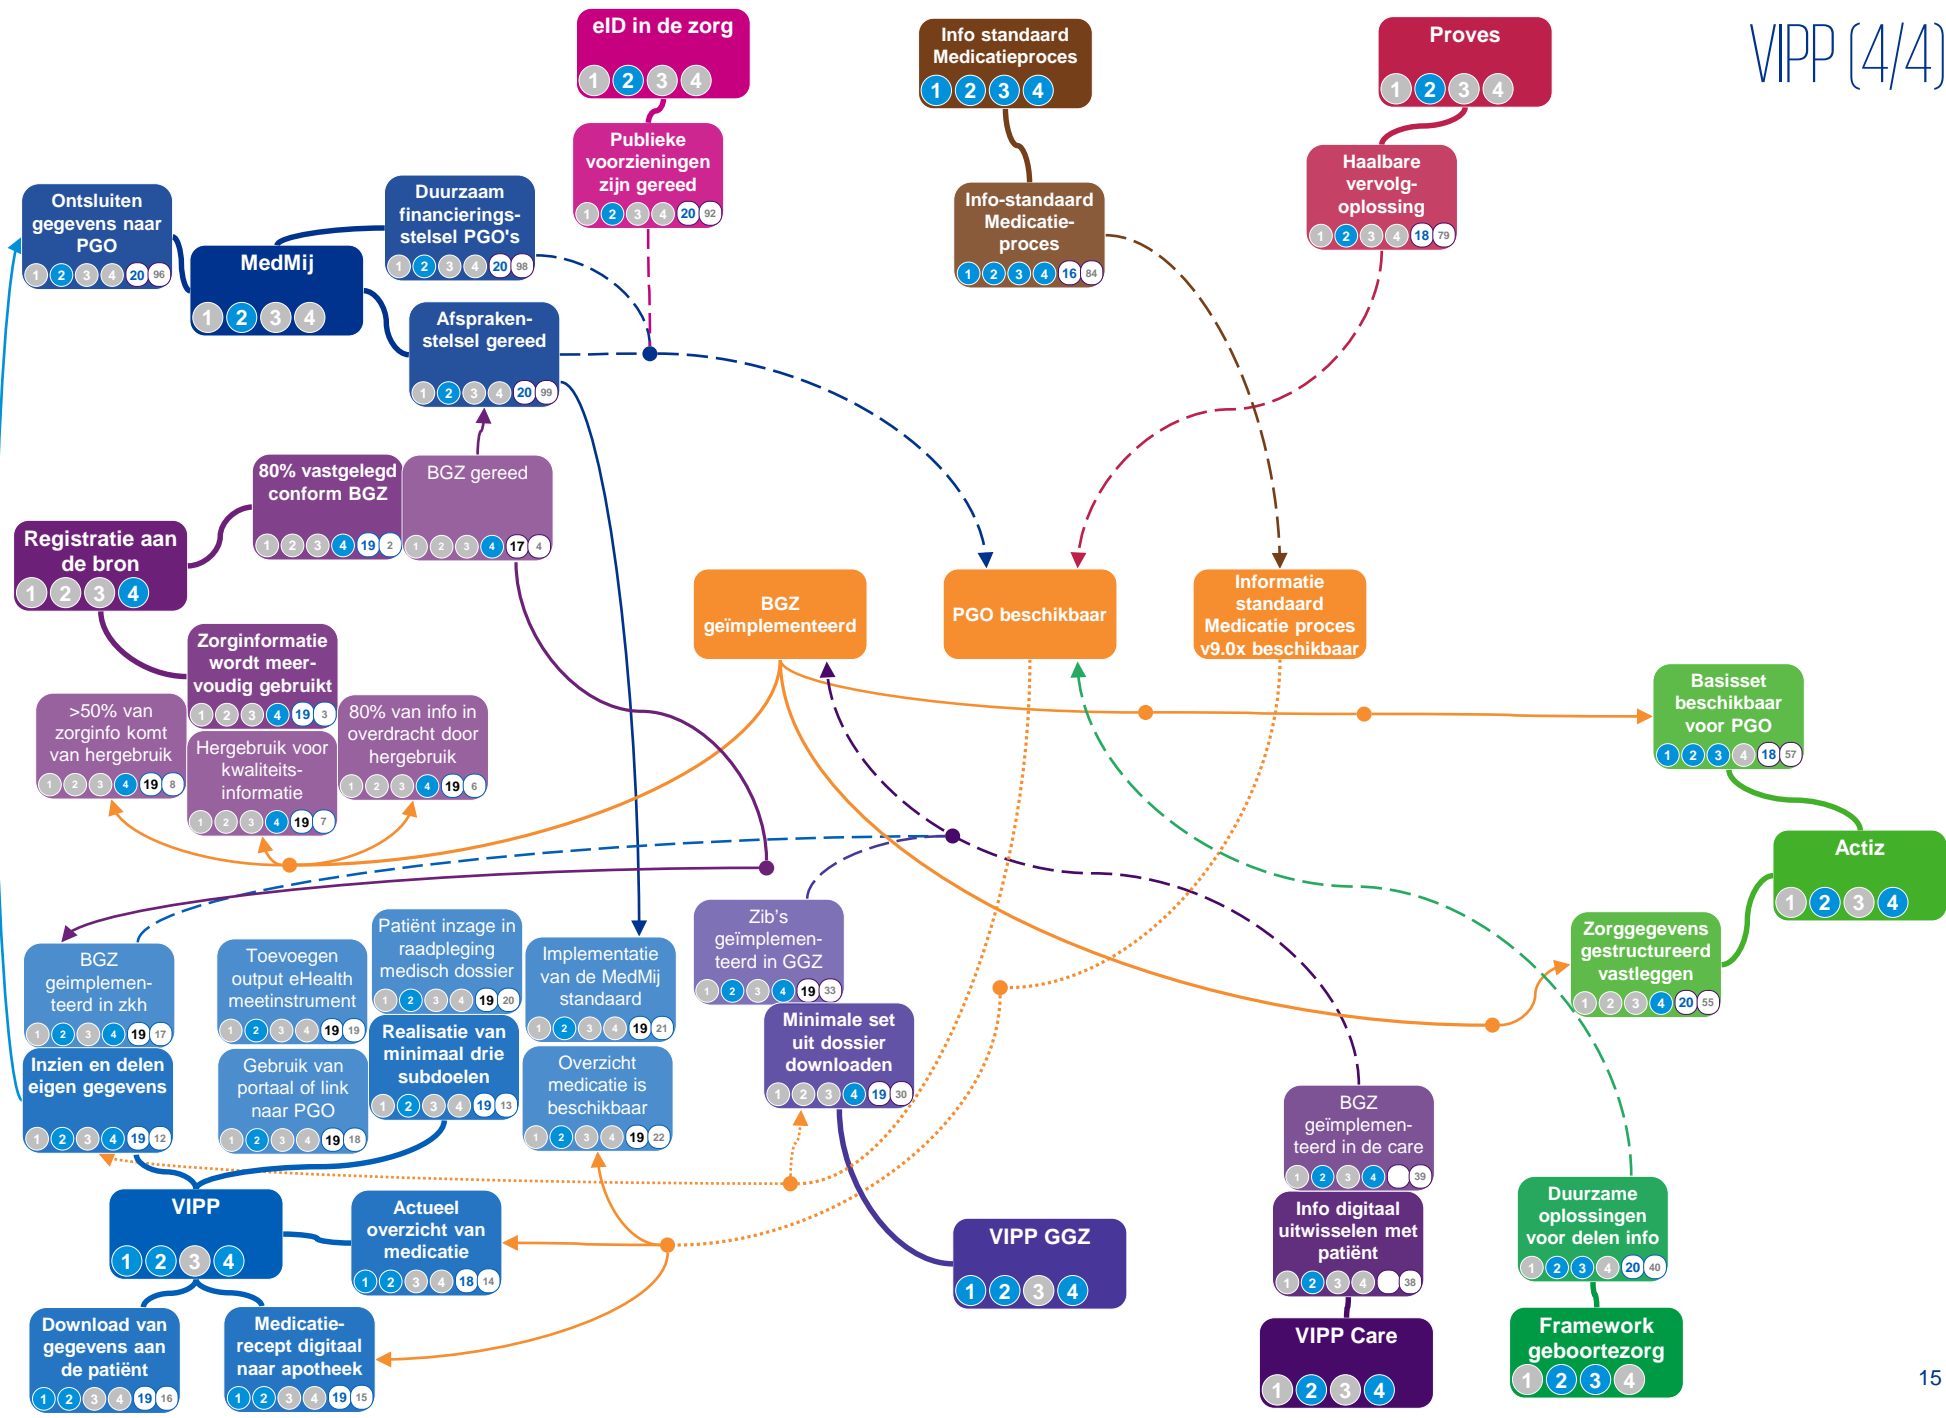 VIPP (4/4)
eID in de zorg
1 2 3 4
Info standaard
Medicatieproces
1 2 3 4
Proves
1 2 3 4
Publieke
voorzieningen
zijn gereed
1 2 3 4 20 92
Haalbare
vervolg-
oplossing
1 2 3 4 18 79
Ontsluiten
gegevens naar
PGO
1 2 3 4 20 96
Duurzaam
financierings-
stelsel PGO's
1 2 3 4 20 98
Info-standaard
Medicatie-
proces
1 2 3 4 16 84
MedMij
1 2 3 4
Afspraken-
stelsel gereed
1 2 3 4 20 99
80% vastgelegd
conform BGZ
1 2 3 4 19 2
BGZ gereed
1 2 3 4 17 4
Registratie aan
de bron
1 2 3 4
BGZ
geïmplementeerd
PGO beschikbaar
Informatie
standaard
Medicatie proces
v9.0x beschikbaar
Zorginformatie
wordt meer-
voudig gebruikt
1 2 3 4 19 3
>50% van
zorginfo komt
van hergebruik
1 2 3 4 19 8
Hergebruik voor
kwaliteits-
informatie
1 2 3 4 19 7
80% van info in
overdracht door
hergebruik
1 2 3 4 19 6
Basisset
beschikbaar
voor PGO
1 2 3 4 18 57
Actiz
1 2 3 4
Zorggegevens
gestructureerd
vastleggen
1 2 3 4 20 55
BGZ
geimplemen-
teerd in zkh
1 2 3 4 19 17
Toevoegen
output eHealth
meetinstrument
1 2 3 4 19 19
Patiënt inzage in
raadpleging
medisch dossier
1 2 3 4 19 20
Implementatie
van de MedMij
standaard
1 2 3 4 19 21
Zib's
geïmplemen-
teerd in GGZ
1 2 3 4 19 33
Inzien en delen
eigen gegevens
1 2 3 4 19 12
Gebruik van
portaal of link
naar PGO
1 2 3 4 19 18
Realisatie van
minimaal drie
subdoelen
1 2 3 4 19 13
Overzicht
medicatie is
beschikbaar
1 2 3 4 19 22
Minimale set
uit dossier
downloaden
1 2 3 4 19 30
BGZ
geïmplemen-
teerd in de care
1 2 3 4 39
VIPP
1 2 3 4
Actueel
overzicht van
medicatie
1 2 3 4 18 14
VIPP GGZ
1 2 3 4
Info digitaal
uitwisselen met
patiënt
1 2 3 4 38
Duurzame
oplossingen
voor delen info
1 2 3 4 20 40
Download van
gegevens aan
de patiënt
1 2 3 4 19 16
Medicatie-
recept digitaal
naar apotheek
1 2 3 4 19 15
VIPP Care
1 2 3 4
Framework
geboortezorg
1 2 3 4
15